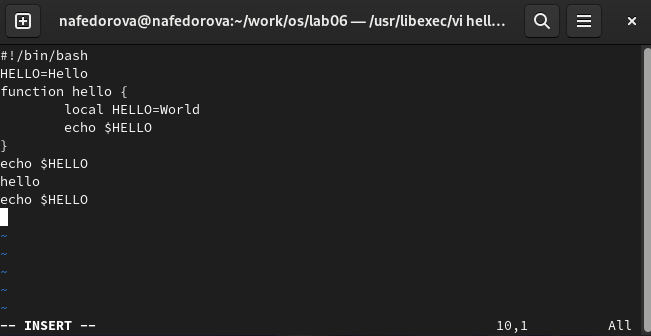 nafedorova@nafedorova:~/work/os/lab06 — /usr/libexec/vi hell...
#!/bin/bash
HELLO=Hello
function hello {
        local HELLO=World
        echo $HELLO
}
echo $HELLO
hello
echo $HELLO
~
~
~
~
~
-- INSERT --                                                  10,1          All